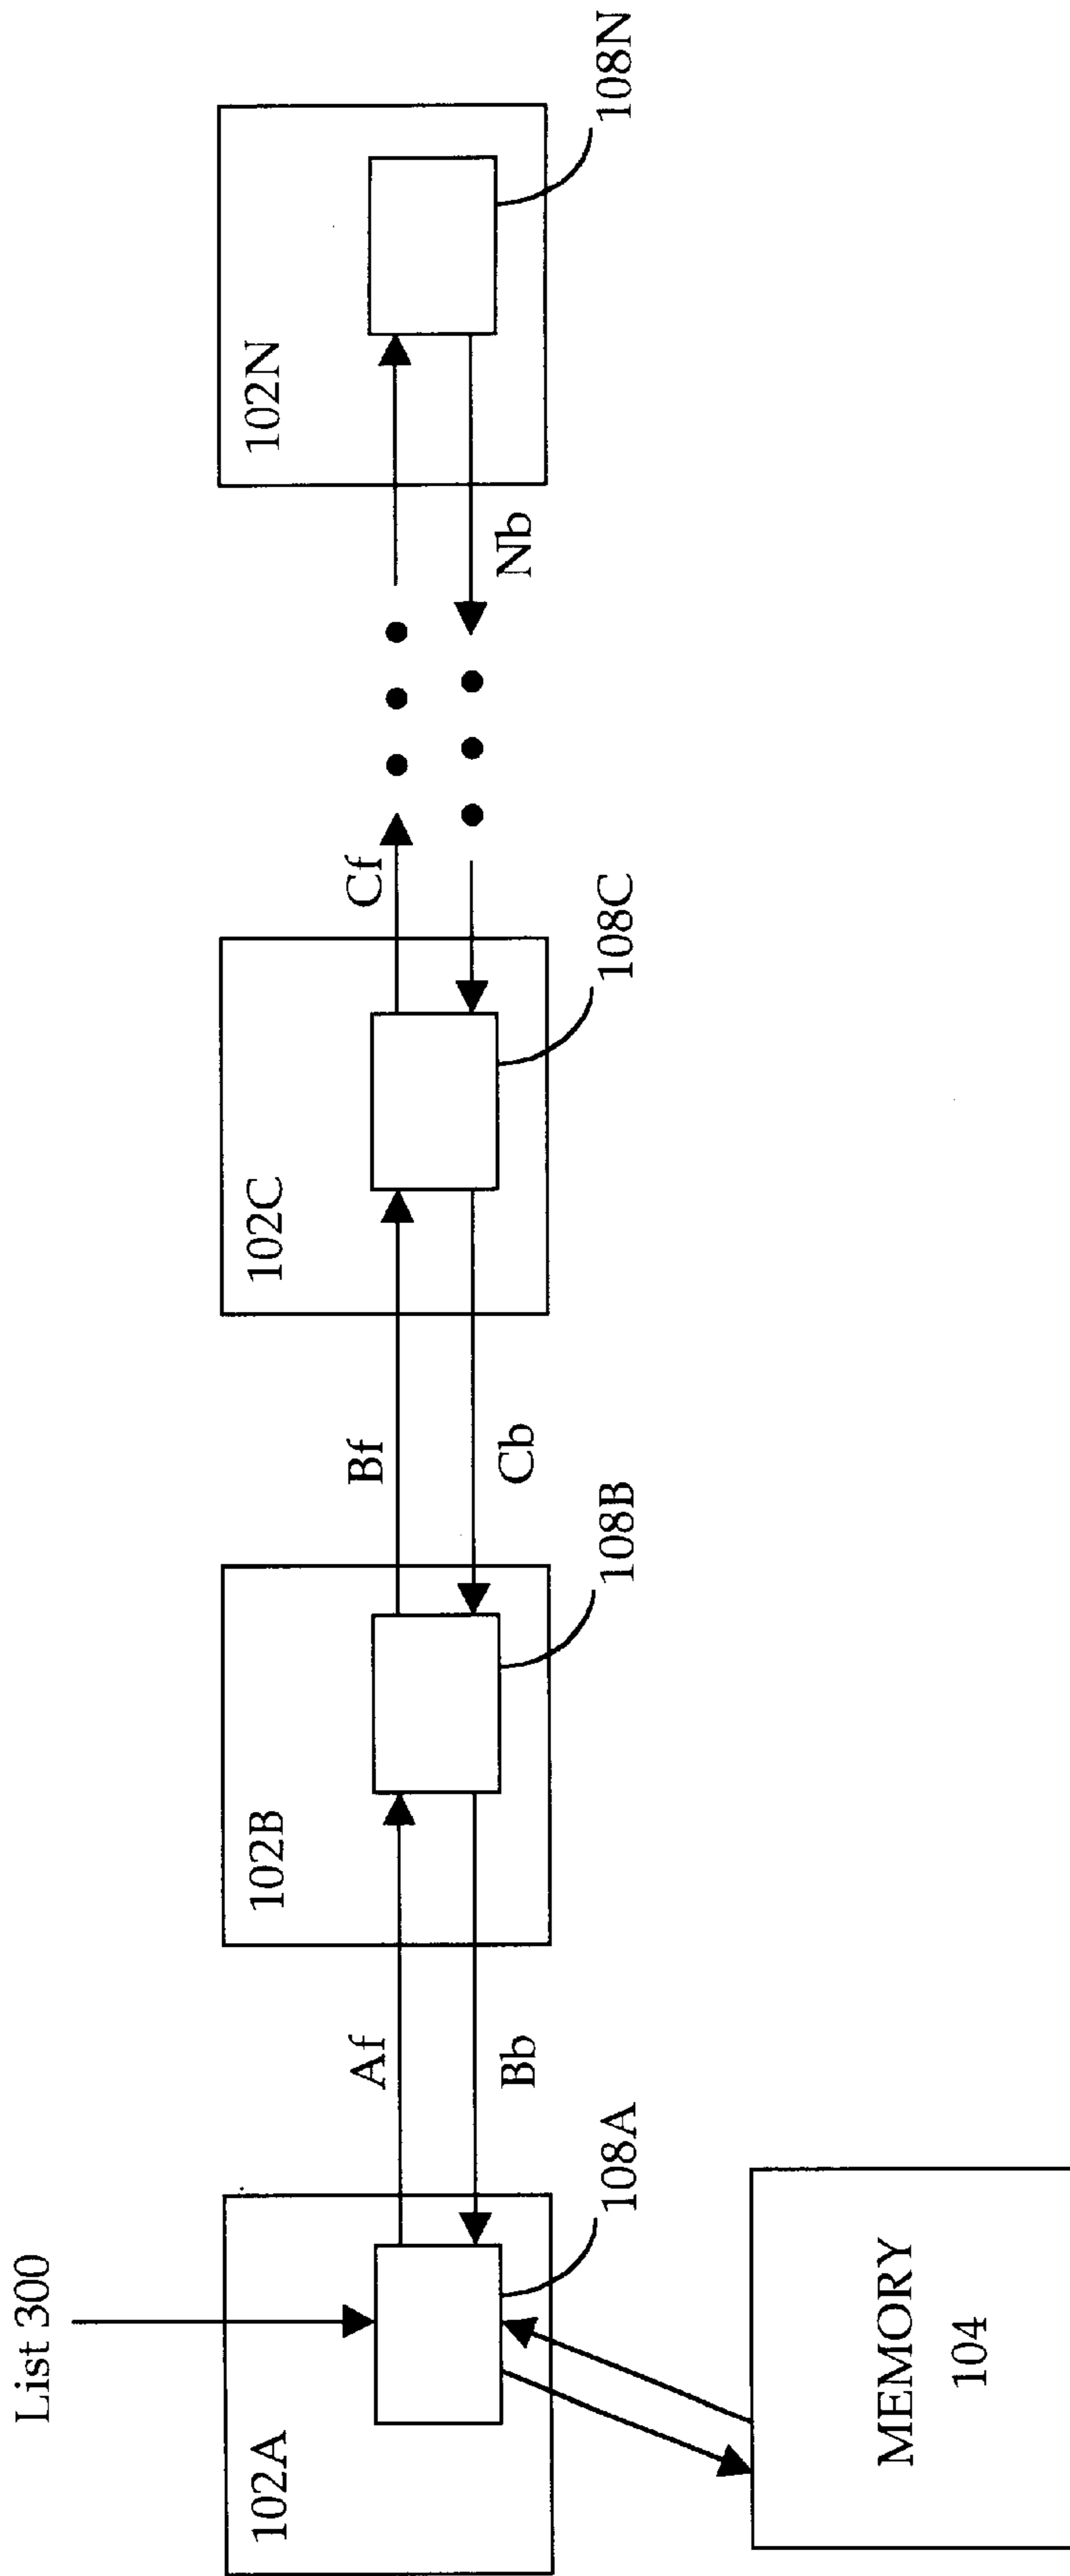 List 300
102A
102B
102C
102N
Af
Bf
Cf
Bb
Cb
Nb
108A
108B
108C
108N
MEMORY
104